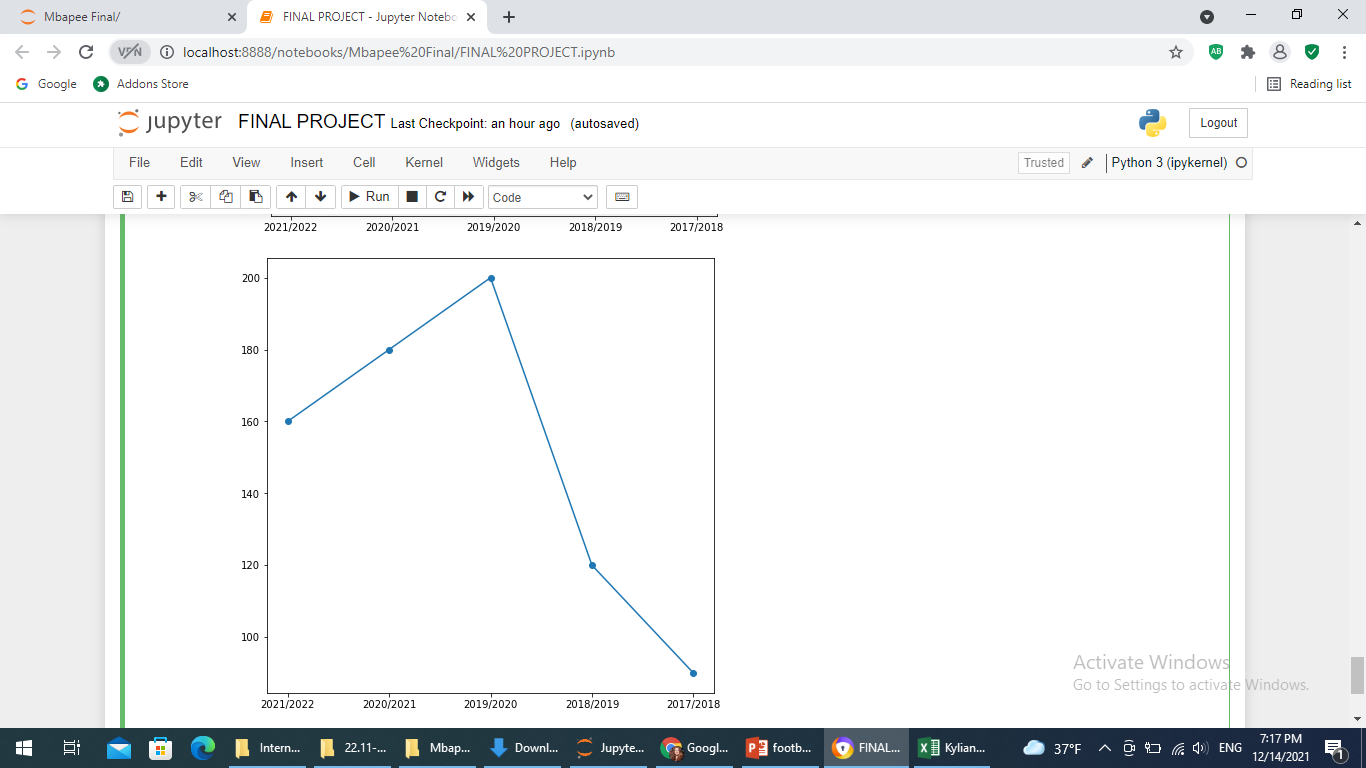 Mbapee Final/
FINAL PROJECT - Jupyter Notebo
VPN
localhost:8888/notebooks/Mbapee%20Final/FINAL%20PROJECT.ipynb
AB
Google
Addons Store
Reading list
jupyter
FINAL PROJECT Last Checkpoint: an hour ago (autosaved)
Logout
File Edit View Insert Cell Kernel Widgets Help
Trusted
Python 3 (ipykernel)
Run
Code
2021/2022 2020/2021 2019/2020 2018/2019 2017/2018
200
180
160
140
120
100
2021/2022 2020/2021 2019/2020 2018/2019 2017/2018
Activate Windows
Go to Settings to activate Windows.
Intern... 22.11-... Mbap... Downl... Jupyte... Googl... footb... FINAL... Kylian...
37°F
ENG
7:17 PM
12/14/2021
1